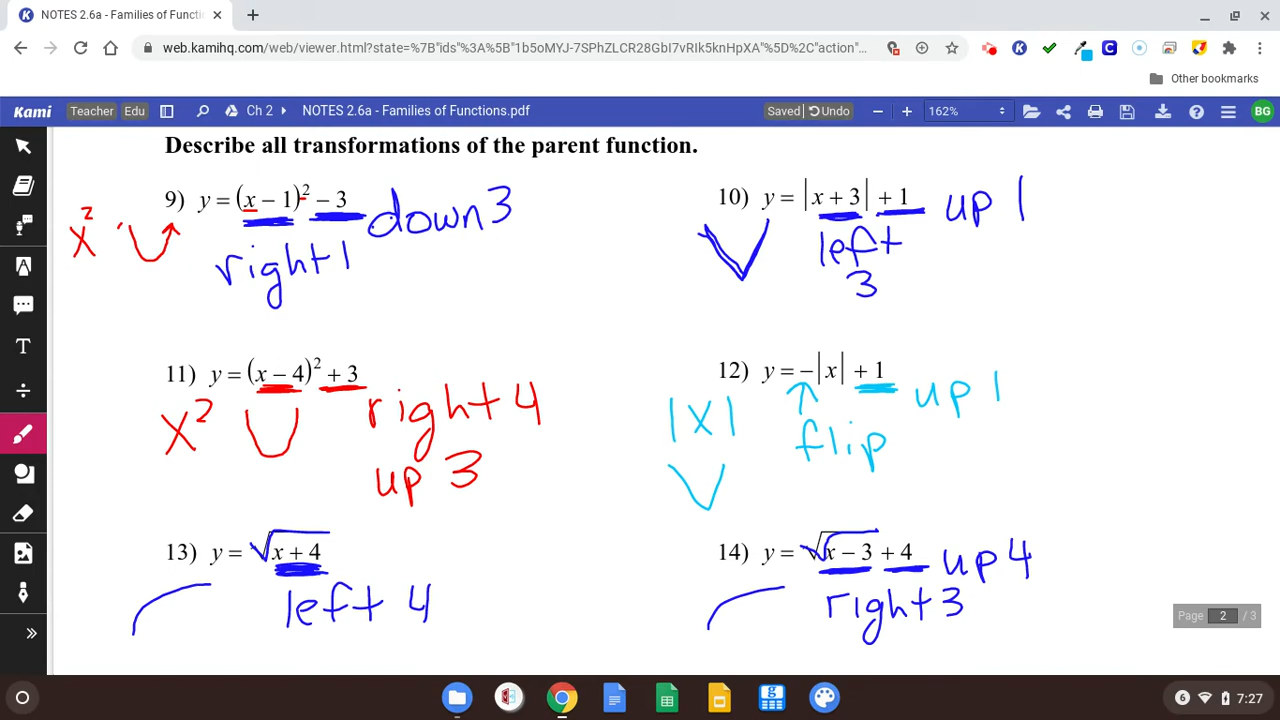 NOTES 2.6a - Families of Function
web.kamihq.com/web/viewer.html?state=%7B"ids"%3A%5B"1b5oMYJ-7SPhZLCR28GbI7vRIk5knHpXA"%5D%2C"action"...
Other bookmarks
Kami Teacher Edu Ch 2 NOTES 2.6a - Families of Functions.pdf Saved Undo 162% BG
Describe all transformations of the parent function.
9) y = (x − 1)² − 3 down 3
x²
right 1
10) y = |x + 3| + 1 up 1
left
3
11) y = (x − 4)² + 3
x² right 4
up 3
12) y = −|x| + 1 up 1
|x| flip
13) y = √x + 4
left 4
14) y = √x − 3 + 4 up 4
right 3
Page 2 / 3
6 7:27